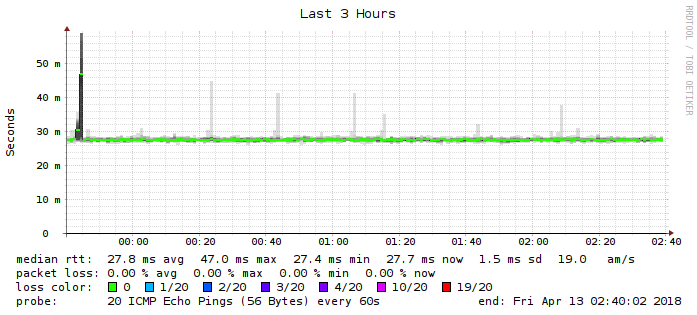 Last 3 Hours
RRDTOOL / TOBI OETIKER
Seconds
50 m
40 m
30 m
20 m
10 m
0
00:00 00:20 00:40 01:00 01:20 01:40 02:00 02:20 02:40
median rtt: 27.8 ms avg 47.0 ms max 27.4 ms min 27.7 ms now 1.5 ms sd 19.0 am/s
packet loss: 0.00 % avg 0.00 % max 0.00 % min 0.00 % now
loss color: 0 1/20 2/20 3/20 4/20 10/20 19/20
probe: 20 ICMP Echo Pings (56 Bytes) every 60s end: Fri Apr 13 02:40:02 2018